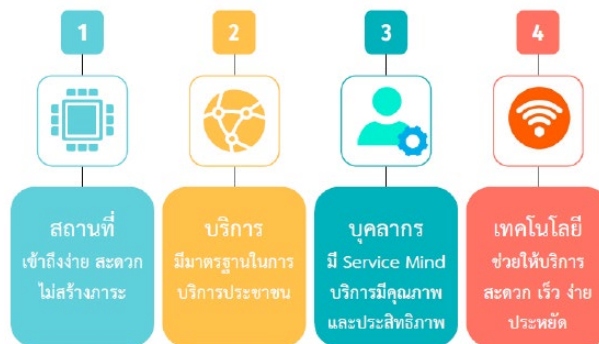 1
2
3
4
สถานที่
เข้าถึงง่าย สะดวก
ไม่สร้างภาระ
บริการ
มีมาตรฐานในการ
บริการประชาชน
บุคลากร
มี Service Mind
บริการมีคุณภาพ
และประสิทธิภาพ
เทคโนโลยี
ช่วยให้บริการ
สะดวก เร็ว ง่าย
ประหยัด